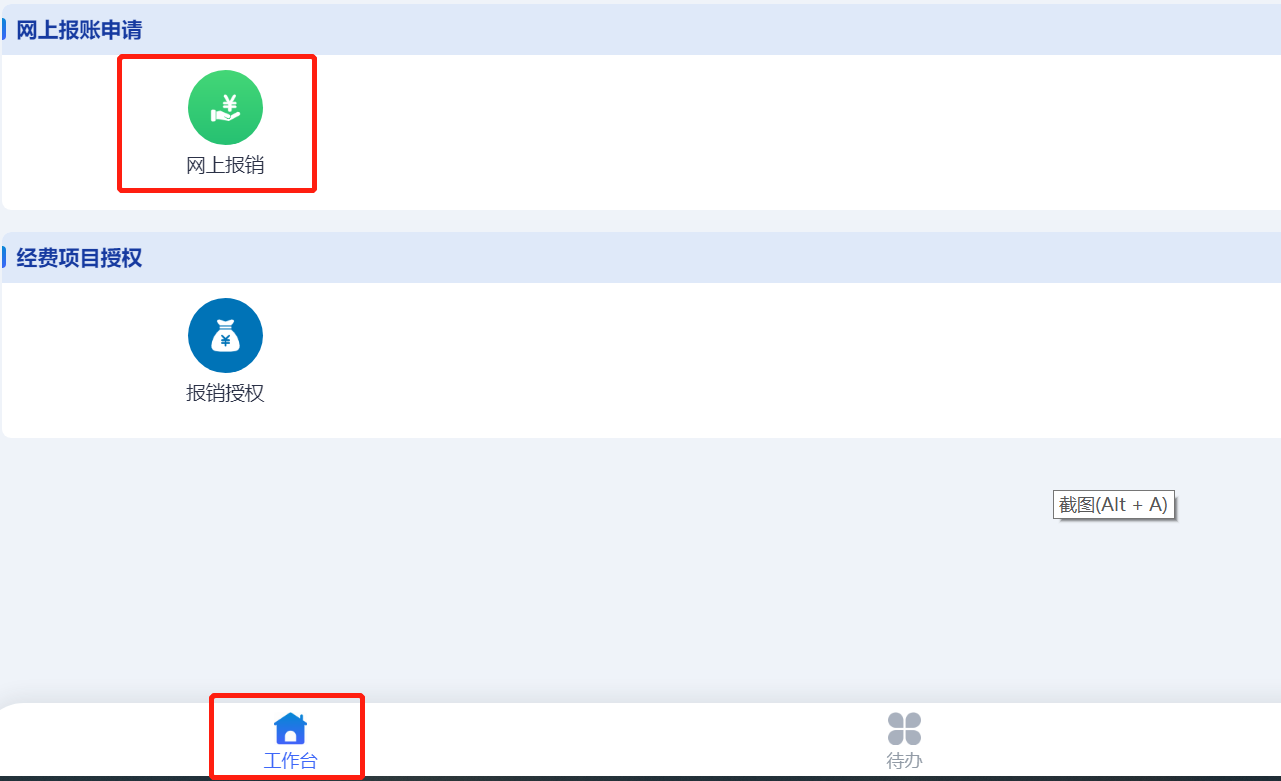 网上报账申请
网上报销
经费项目授权
报销授权
截图(Alt + A)
工作台
待办